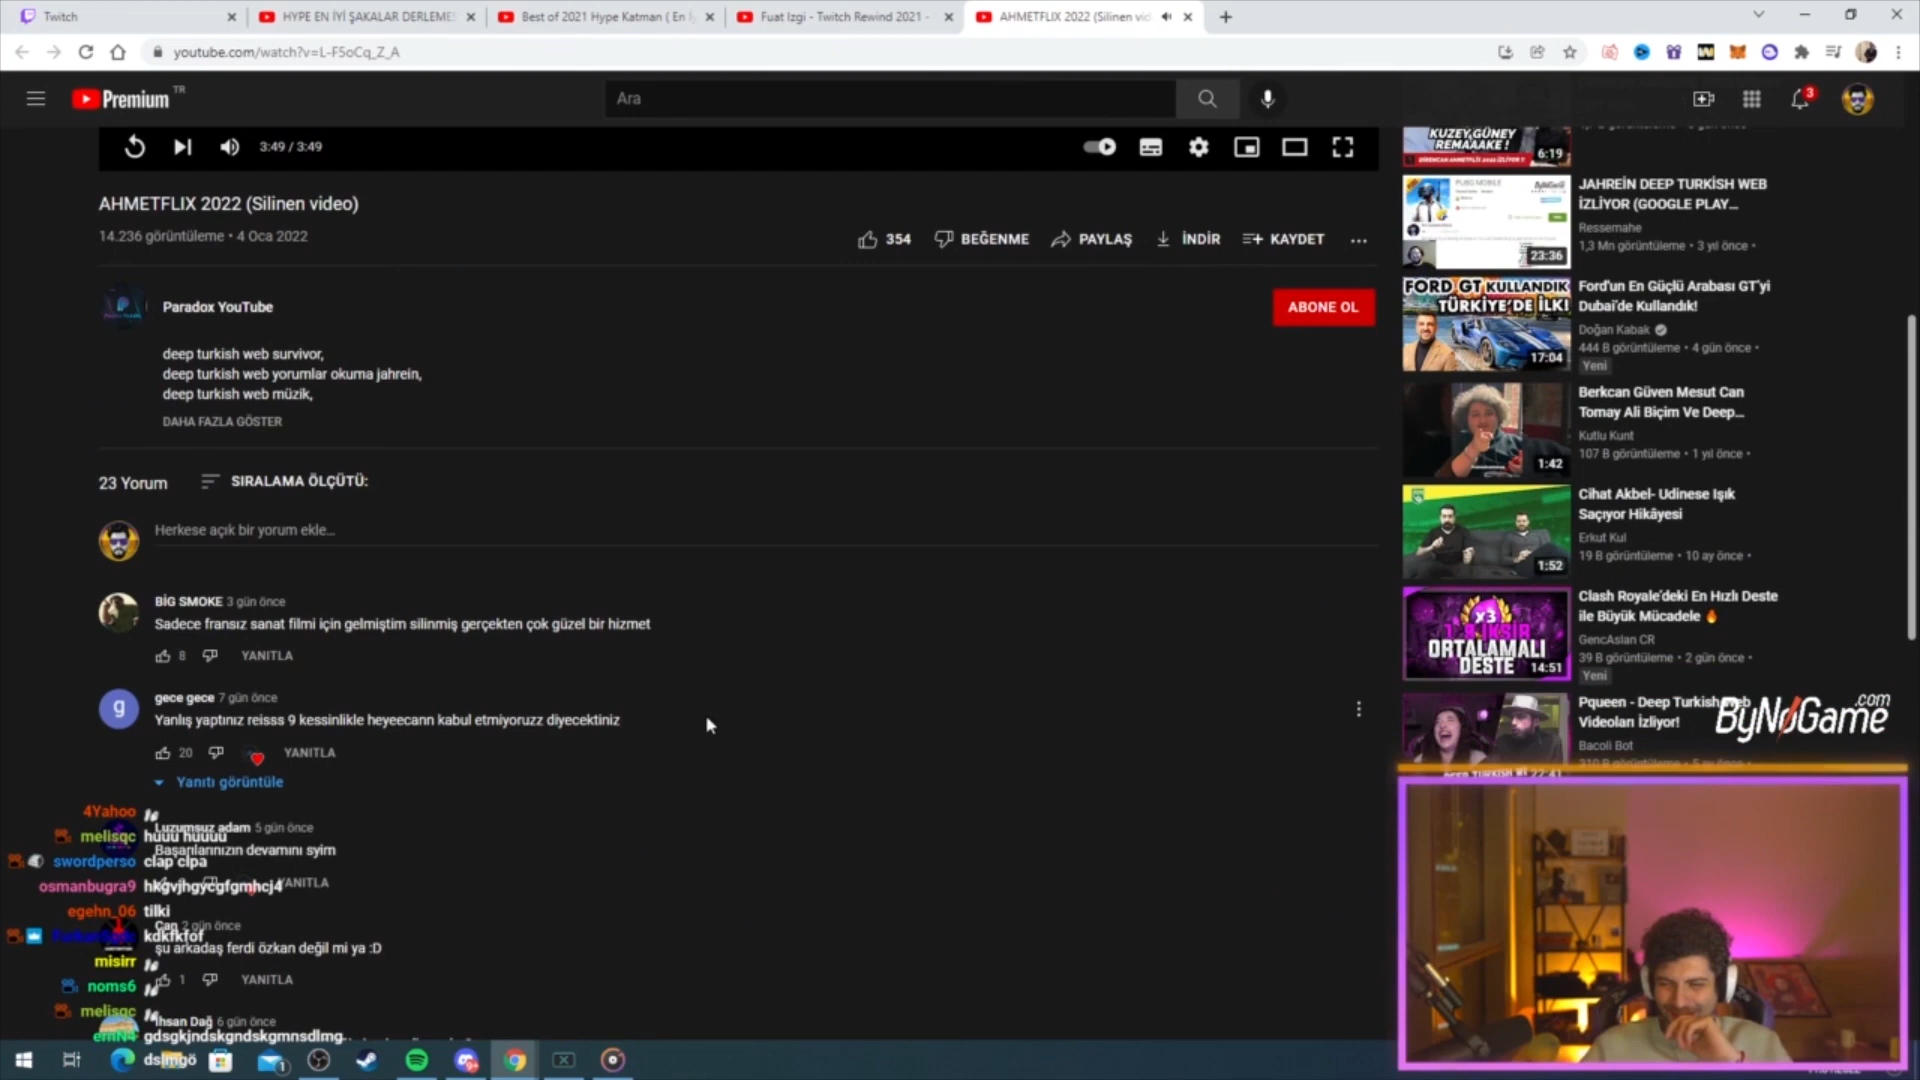 Twitch
HYPE EN İYİ ŞAKALAR DERLEMES
Best of 2021 Hype Katman ( En İy
Fuat Izgi - Twitch Rewind 2021 -
AHMETFLIX 2022 (Silinen vid
youtube.com/watch?v=L-F5oCq_Z_A
Premium TR
Ara
3
3:49 / 3:49
AHMETFLIX 2022 (Silinen video)
14.236 görüntüleme • 4 Oca 2022
354
BEĞENME
PAYLAŞ
İNDİR
KAYDET
Paradox YouTube
ABONE OL
deep turkish web survivor,
deep turkish web yorumlar okuma jahrein,
deep turkish web müzik,
DAHA FAZLA GÖSTER
23 Yorum
SIRALAMA ÖLÇÜTÜ:
Herkese açık bir yorum ekle...
BİG SMOKE 3 gün önce
Sadece fransız sanat filmi için gelmiştim silinmiş gerçekten çok güzel bir hizmet
8 YANITLA
g
gece gece 7 gün önce
Yanlış yaptınız reisss 9 kessinlikle heyeecann kabul etmiyoruzz diyecektiniz
20 YANITLA
Yanıtı görüntüle
Luzumsuz adam 5 gün önce
Başarılarınızın devamını syim
YANITLA
Can 2 gün önce
şu arkadaş ferdi özkan değil mi ya :D
1 YANITLA
İhsan Dağ 6 gün önce
4Yahoo
melisqc huuu huuuu
swordperso clap clpa
osmanbugra9 hkgvjhgycgfgmhcj4
egehn_06 tilki
kdkfkfof
misirr
noms6
melisqc
emN4 gdsgkjndskgndskgmnsdlmg
dslmgö
KUZEY GÜNEY
REMAAAKE !
6:19
PUBG MOBILE
23:36
JAHREİN DEEP TURKİSH WEB
İZLİYOR (GOOGLE PLAY...
Ressemahe
1,3 Mn görüntüleme • 3 yıl önce •
FORD GT KULLANDIK
TÜRKİYE'DE İLK!
17:04
Ford'un En Güçlü Arabası GT'yi
Dubai'de Kullandık!
Doğan Kabak
444 B görüntüleme • 4 gün önce •
Yeni
1:42
Berkcan Güven Mesut Can
Tomay Ali Biçim Ve Deep...
Kutlu Kunt
107 B görüntüleme • 1 yıl önce •
1:52
Cihat Akbel- Udinese Işık
Saçıyor Hikâyesi
Erkut Kul
19 B görüntüleme • 10 ay önce •
x3
ORTALAMALI
DESTE
14:51
Clash Royale'deki En Hızlı Deste
ile Büyük Mücadele
GencAslan CR
39 B görüntüleme • 2 gün önce •
Yeni
Pqueen - Deep Turkish Web
Videoları İzliyor!
Bacoli Bot
22:41
ByNoGame.com